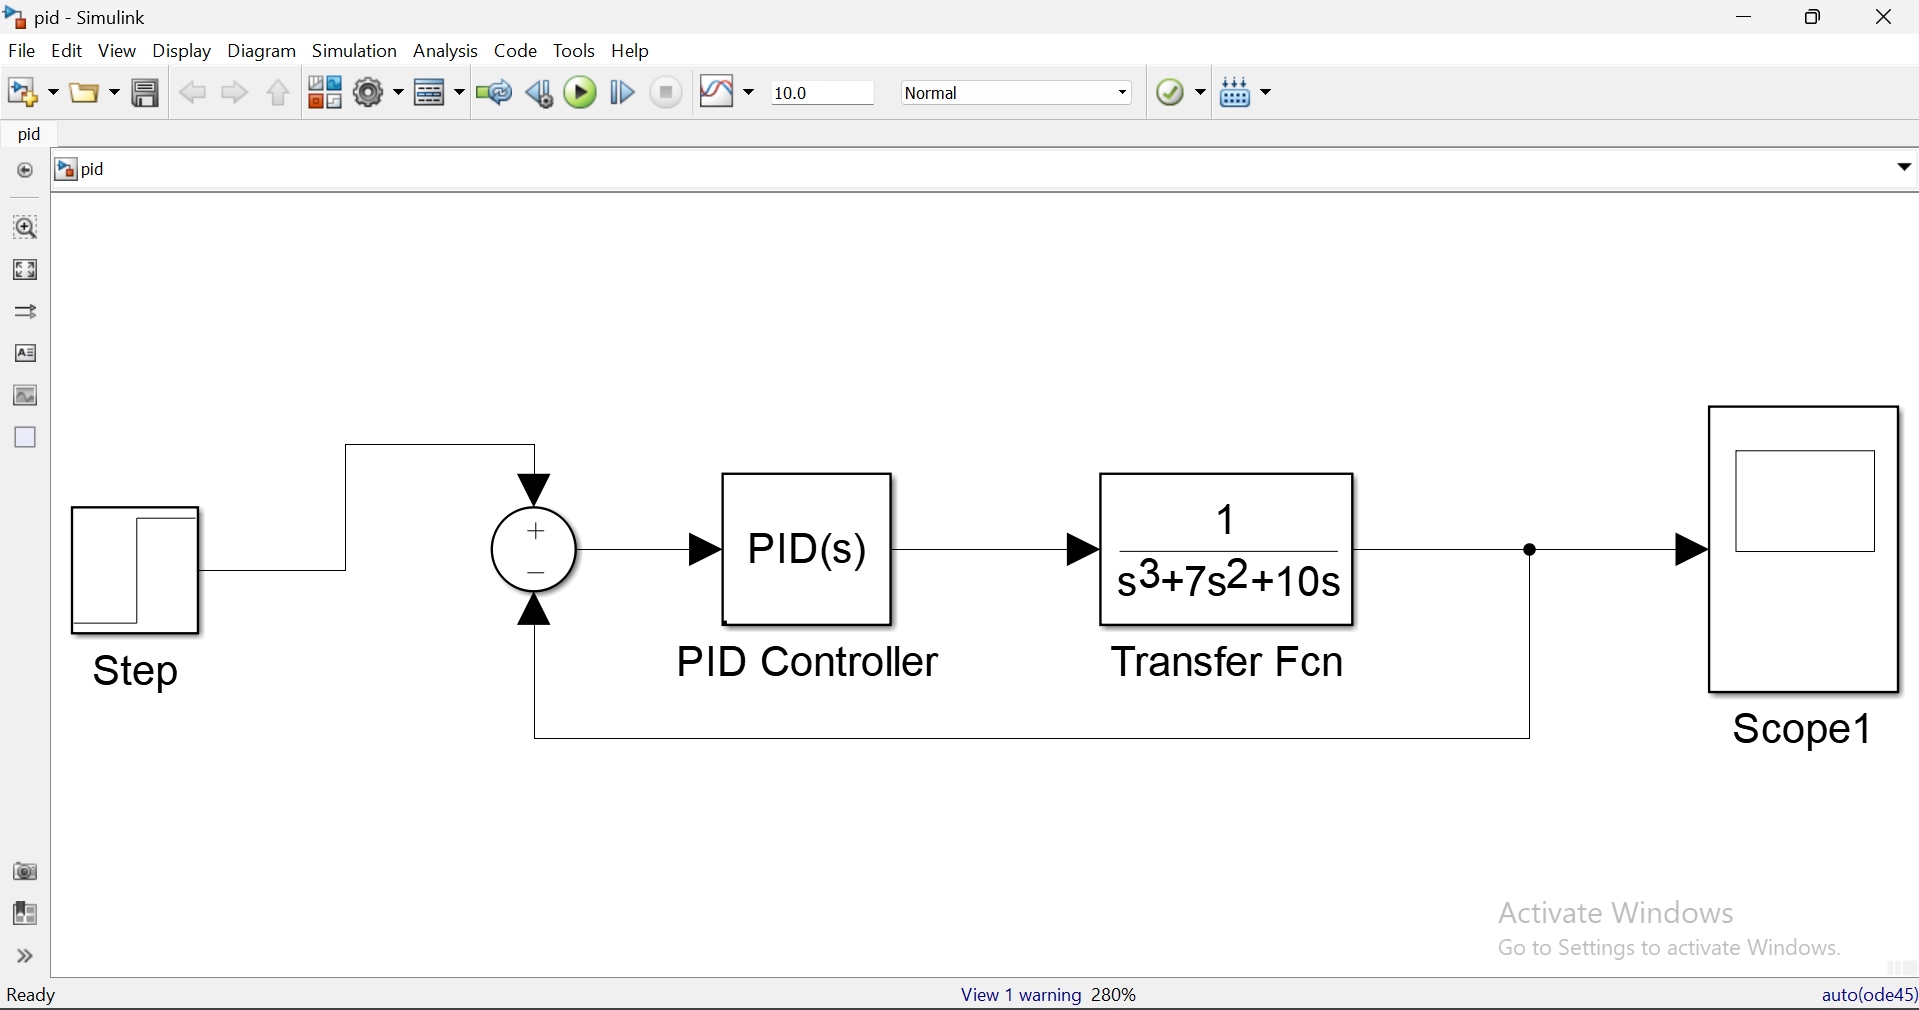 pid - Simulink
File Edit View Display Diagram Simulation Analysis Code Tools Help
10.0 Normal
pid
pid
+
−
PID(s)
1
s3+7s2+10s
Step
PID Controller
Transfer Fcn
Scope1
Activate Windows
Go to Settings to activate Windows.
Ready View 1 warning 280% auto(ode45)